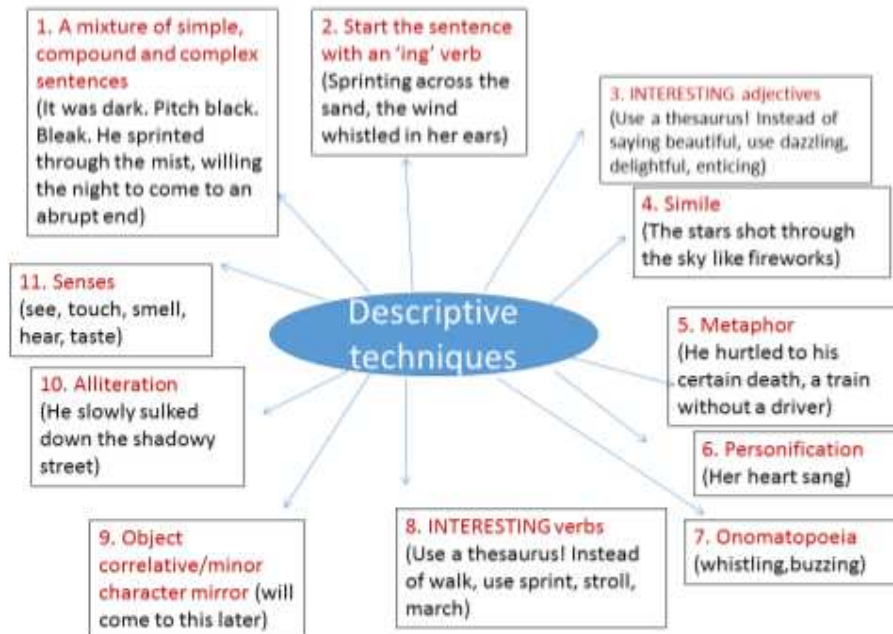 1. A mixture of simple,
compound and complex
sentences
(It was dark. Pitch black.
Bleak. He sprinted
through the mist, willing
the night to come to an
abrupt end)
2. Start the sentence
with an ‘ing’ verb
(Sprinting across the
sand, the wind
whistled in her ears)
3. INTERESTING adjectives
(Use a thesaurus! Instead of
saying beautiful, use dazzling,
delightful, enticing)
4. Simile
(The stars shot through
the sky like fireworks)
Descriptive
techniques
5. Metaphor
(He hurtled to his
certain death, a train
without a driver)
6. Personification
(Her heart sang)
7. Onomatopoeia
(whistling,buzzing)
8. INTERESTING verbs
(Use a thesaurus! Instead
of walk, use sprint, stroll,
march)
9. Object
correlative/minor
character mirror (will
come to this later)
10. Alliteration
(He slowly sulked
down the shadowy
street)
11. Senses
(see, touch, smell,
hear, taste)